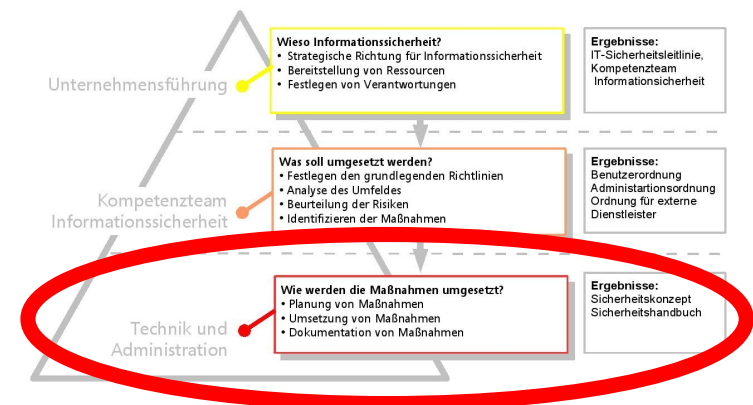 Unternehmensführung
Wieso Informationssicherheit?
• Strategische Richtung für Informationssicherheit
• Bereitstellung von Ressourcen
• Festlegen von Verantwortungen
Ergebnisse:
IT-Sicherheitsleitlinie,
Kompetenzteam
Informationsicherheit
Kompetenzteam
Informationssicherheit
Was soll umgesetzt werden?
• Festlegen den grundlegenden Richtlinien
• Analyse des Umfeldes
• Beurteilung der Risiken
• Identifizieren der Maßnahmen
Ergebnisse:
Benutzerordnung
Administartionsordnung
Ordnung für externe
Dienstleister
Technik und
Administration
Wie werden die Maßnahmen umgesetzt?
• Planung von Maßnahmen
• Umsetzung von Maßnahmen
• Dokumentation von Maßnahmen
Ergebnisse:
Sicherheitskonzept
Sicherheitshandbuch